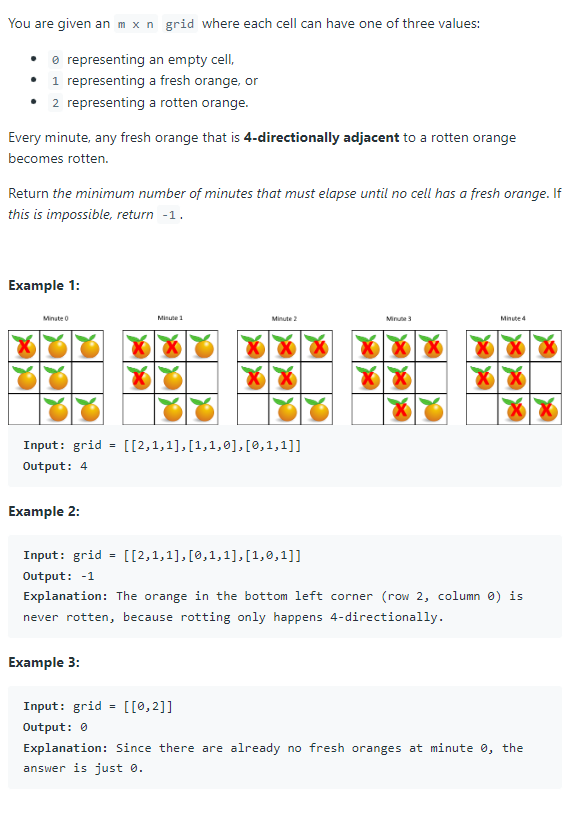 You are given an m x n grid where each cell can have one of three values:
• 0 representing an empty cell,
• 1 representing a fresh orange, or
• 2 representing a rotten orange.
Every minute, any fresh orange that is 4-directionally adjacent to a rotten orange
becomes rotten.
Return the minimum number of minutes that must elapse until no cell has a fresh orange. If
this is impossible, return -1.
Example 1:
Minute 0 Minute 1 Minute 2 Minute 3 Minute 4
Input: grid = [[2,1,1],[1,1,0],[0,1,1]]
Output: 4
Example 2:
Input: grid = [[2,1,1],[0,1,1],[1,0,1]]
Output: -1
Explanation: The orange in the bottom left corner (row 2, column 0) is
never rotten, because rotting only happens 4-directionally.
Example 3:
Input: grid = [[0,2]]
Output: 0
Explanation: Since there are already no fresh oranges at minute 0, the
answer is just 0.